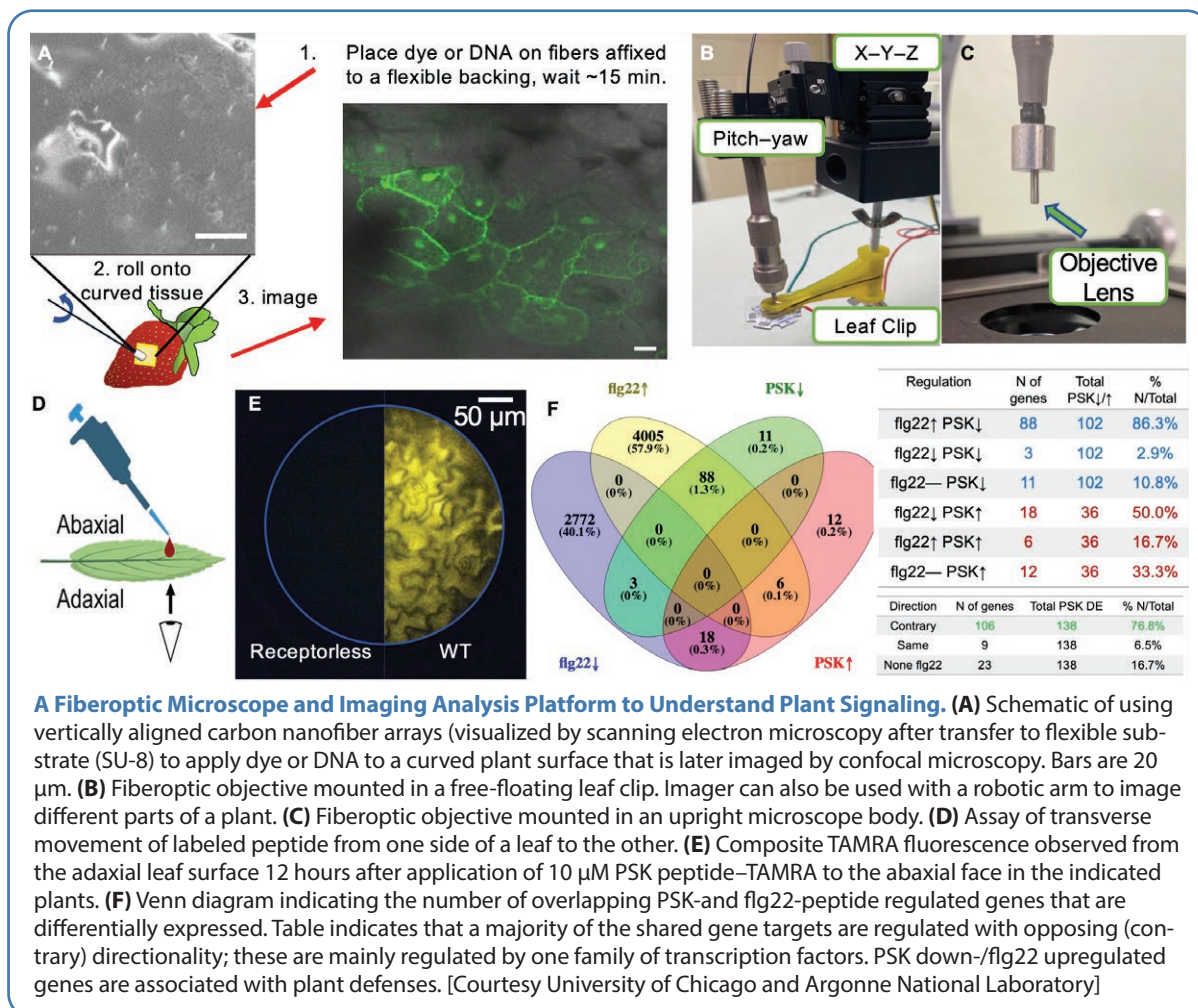 A
1. Place dye or DNA on fibers affixed
to a flexible backing, wait ~15 min.
2. roll onto
curved tissue
3. image
B
X–Y–Z
Pitch–yaw
Leaf Clip
C
Objective
Lens
D
Abaxial
Adaxial
E
50 µm
Receptorless
WT
F
flg22↑
PSK↓
4005
(57.9%)
11
(0.2%)
0
(0%)
88
(1.3%)
0
(0%)
2772
(40.1%)
12
(0.2%)
0
(0%)
0
(0%)
3
(0%)
0
(0%)
6
(0.1%)
0
(0%)
0
(0%)
18
(0.3%)
flg22↓
PSK↑
Regulation N of genes Total PSK↓/↑ % N/Total
flg22↑ PSK↓ 88 102 86.3%
flg22↓ PSK↓ 3 102 2.9%
flg22— PSK↓ 11 102 10.8%
flg22↓ PSK↑ 18 36 50.0%
flg22↑ PSK↑ 6 36 16.7%
flg22— PSK↑ 12 36 33.3%
Direction N of genes Total PSK DE % N/Total
Contrary 106 138 76.8%
Same 9 138 6.5%
None flg22 23 138 16.7%
A Fiberoptic Microscope and Imaging Analysis Platform to Understand Plant Signaling. (A) Schematic of using
vertically aligned carbon nanofiber arrays (visualized by scanning electron microscopy after transfer to flexible sub-
strate (SU-8) to apply dye or DNA to a curved plant surface that is later imaged by confocal microscopy. Bars are 20
µm. (B) Fiberoptic objective mounted in a free-floating leaf clip. Imager can also be used with a robotic arm to image
different parts of a plant. (C) Fiberoptic objective mounted in an upright microscope body. (D) Assay of transverse
movement of labeled peptide from one side of a leaf to the other. (E) Composite TAMRA fluorescence observed from
the adaxial leaf surface 12 hours after application of 10 µM PSK peptide–TAMRA to the abaxial face in the indicated
plants. (F) Venn diagram indicating the number of overlapping PSK-and flg22-peptide regulated genes that are
differentially expressed. Table indicates that a majority of the shared gene targets are regulated with opposing (con-
trary) directionality; these are mainly regulated by one family of transcription factors. PSK down-/flg22 upregulated
genes are associated with plant defenses. [Courtesy University of Chicago and Argonne National Laboratory]